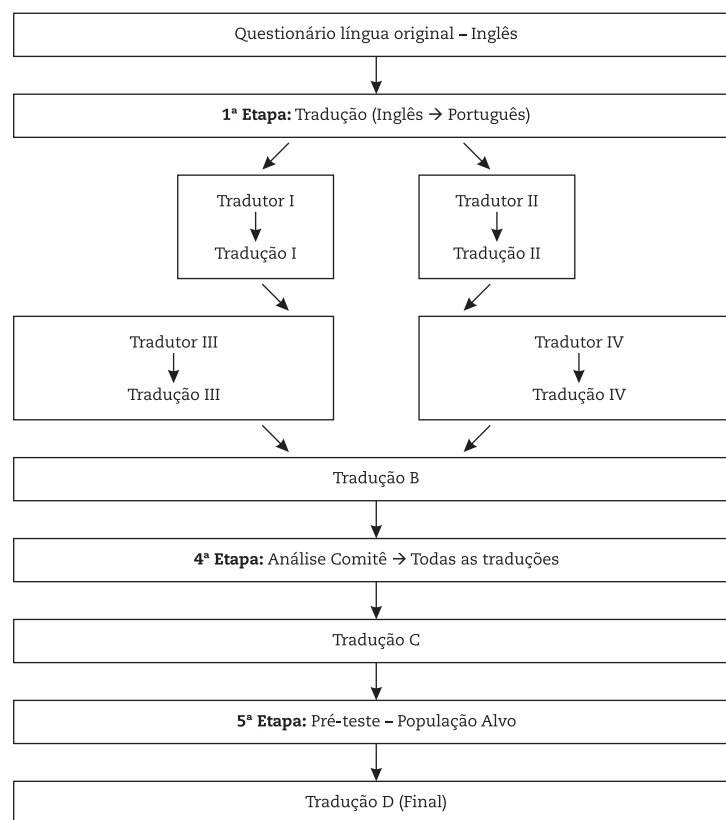 Questionário língua original – Inglês
1ª Etapa: Tradução (Inglês → Português)
Tradutor I
Tradução I
Tradutor II
Tradução II
Tradutor III
Tradução III
Tradutor IV
Tradução IV
Tradução B
4ª Etapa: Análise Comitê → Todas as traduções
Tradução C
5ª Etapa: Pré-teste – População Alvo
Tradução D (Final)